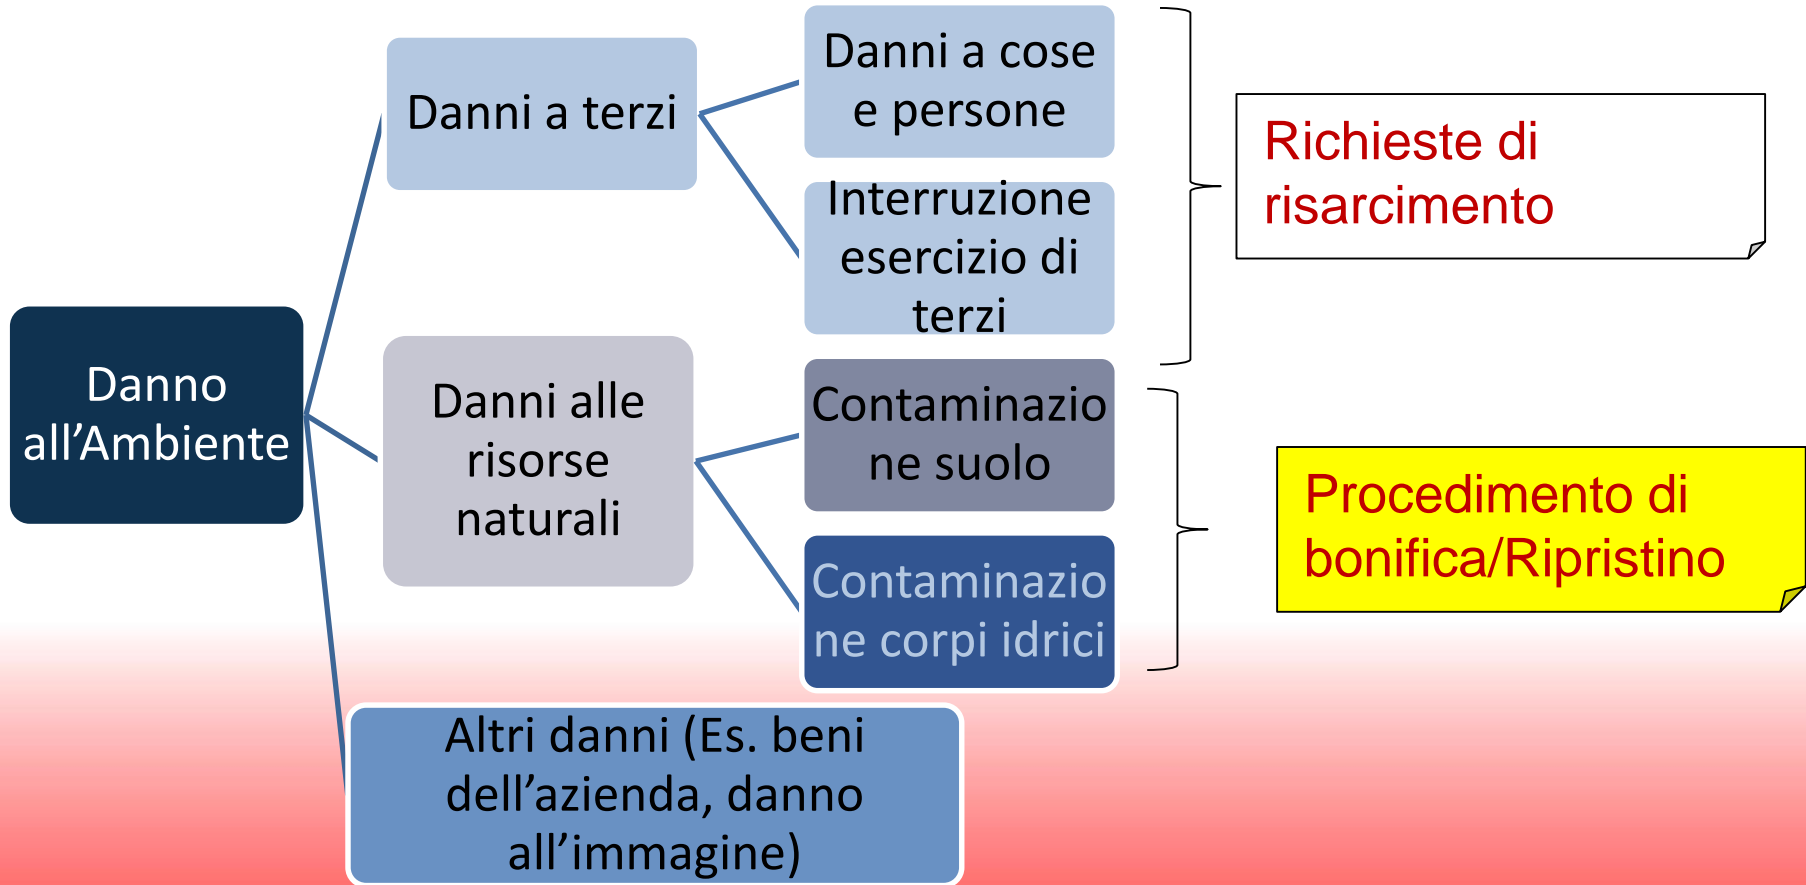 Danno
all’Ambiente
Danni a terzi
Danni a cose
e persone
Interruzione
esercizio di
terzi
Richieste di
risarcimento
Danni alle
risorse
naturali
Contaminazio
ne suolo
Contaminazio
ne corpi idrici
Procedimento di
bonifica/Ripristino
Altri danni (Es. beni
dell’azienda, danno
all’immagine)